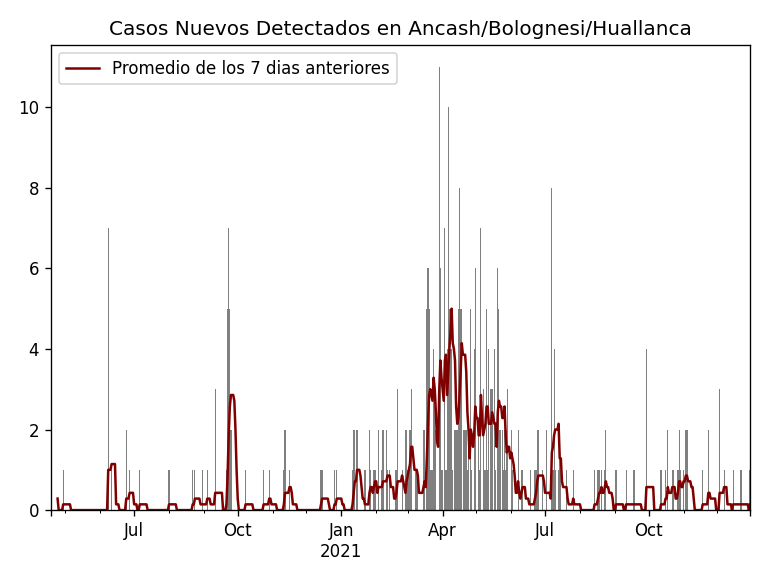 Casos Nuevos Detectados en Ancash/Bolognesi/Huallanca
Promedio de los 7 dias anteriores
10
8
6
4
2
0
Jul
Oct
Jan
2021
Apr
Jul
Oct